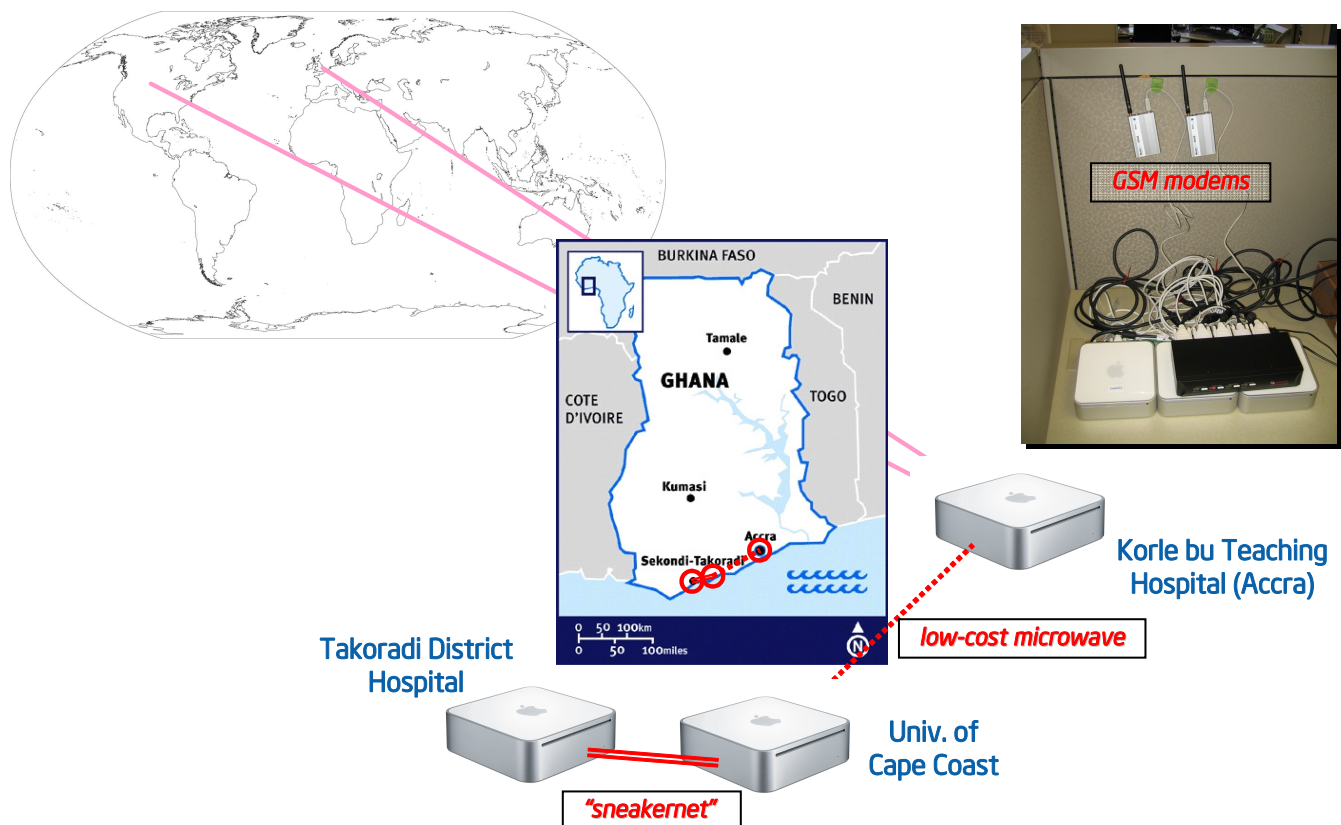 GSM modems
BURKINA FASO
BENIN
Tamale
GHANA
TOGO
COTE
D'IVOIRE
Kumasi
Accra
Sekondi-Takoradi
0 50 100km
0 50 100miles
N
Korle bu Teaching
Hospital (Accra)
low-cost microwave
Takoradi District
Hospital
Univ. of
Cape Coast
"sneakernet"